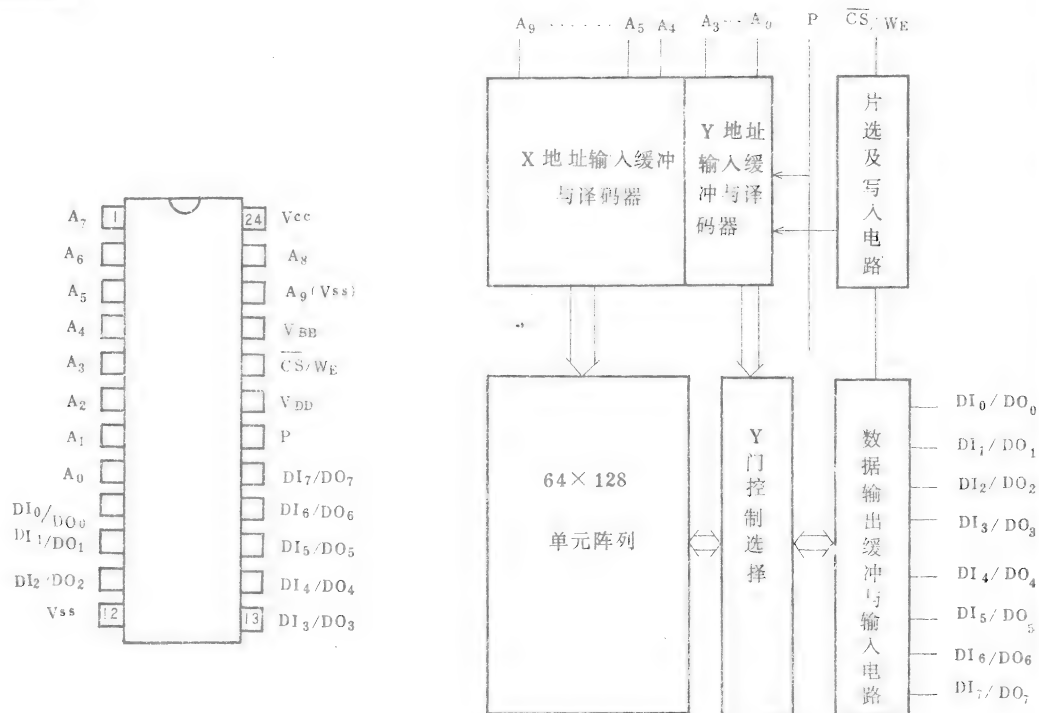 A₇ 1 24 Vcc
A₆ A₈
A₅ A₉(Vss)
A₄ VBB
A₃ C̅S̅/WE
A₂ VDD
A₁ P
A₀ DI₇/DO₇
DI₀/DO₀ DI₆/DO₆
DI₁/DO₁ DI₅/DO₅
DI₂/DO₂ DI₄/DO₄
Vss 12 13 DI₃/DO₃
A₉ ······ A₅ A₄ A₃··· A₀ P C̅S̅/WE
X 地址输入缓冲
与译码器
Y 地址
输入缓
冲与译
码器
片选及写入电路
64×128
单元阵列
Y门控制选择
数据输出缓冲与输入电路
DI₀/DO₀
DI₁/DO₁
DI₂/DO₂
DI₃/DO₃
DI₄/DO₄
DI₅/DO₅
DI₆/DO₆
DI₇/DO₇